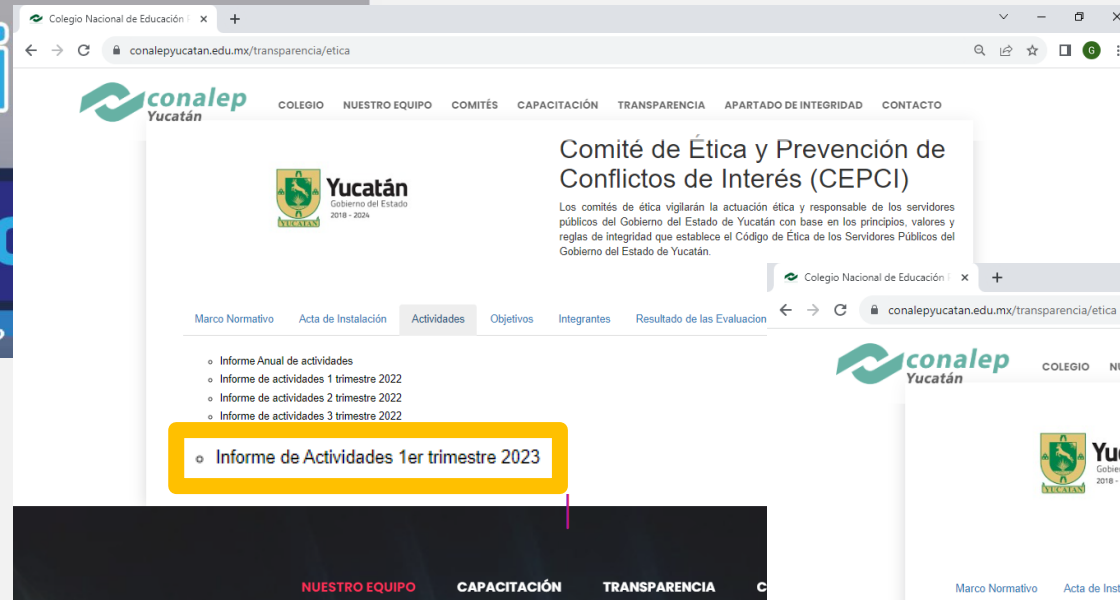 Colegio Nacional de Educación
conalepyucatan.edu.mx/transparencia/etica
G
conalep
Yucatán
COLEGIO NUESTRO EQUIPO COMITÉS CAPACITACIÓN TRANSPARENCIA APARTADO DE INTEGRIDAD CONTACTO
YUCATAN
Yucatán
Gobierno del Estado
2018 - 2024
Comité de Ética y Prevención de
Conflictos de Interés (CEPCI)
Los comités de ética vigilarán la actuación ética y responsable de los servidores
públicos del Gobierno del Estado de Yucatán con base en los principios, valores y
reglas de integridad que establece el Código de Ética de los Servidores Públicos del
Gobierno del Estado de Yucatán.
Marco Normativo Acta de Instalación Actividades Objetivos Integrantes Resultado de las Evaluacion
Informe Anual de actividades
Informe de actividades 1 trimestre 2022
Informe de actividades 2 trimestre 2022
Informe de actividades 3 trimestre 2022
Informe de Actividades 1er trimestre 2023
NUESTRO EQUIPO CAPACITACIÓN TRANSPARENCIA C
Colegio Nacional de Educación
conalepyucatan.edu.mx/transparencia/etica
conalep
Yucatán
COLEGIO NU
YUCATAN
Yuc
Gobier
2018 -
Marco Normativo Acta de Inst